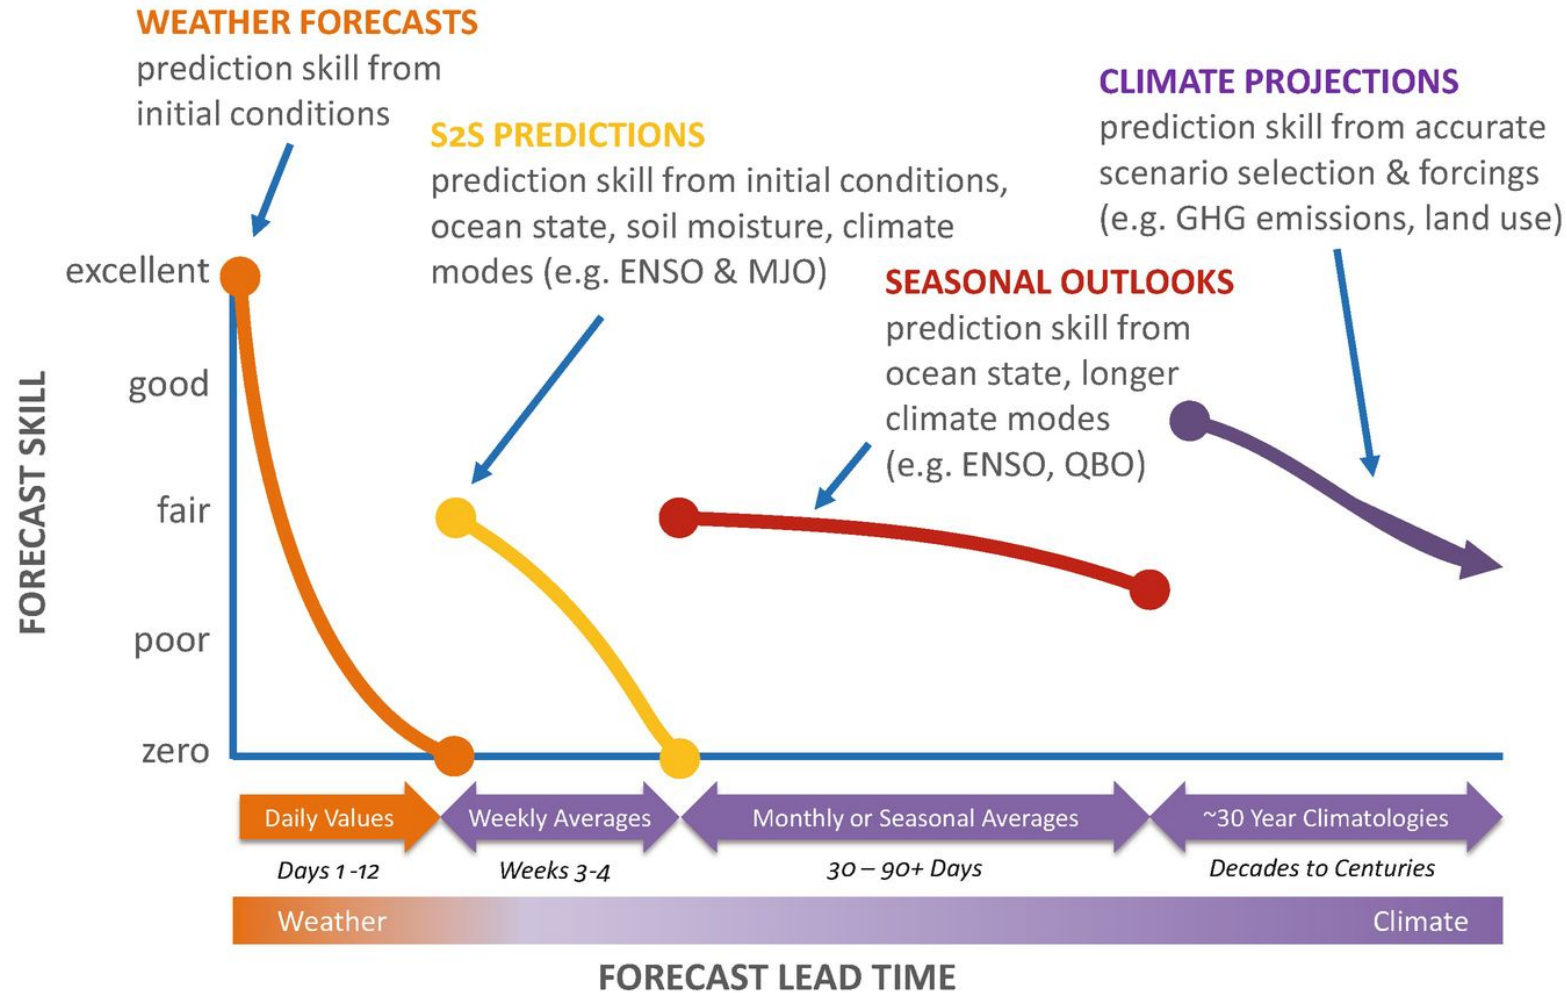 WEATHER FORECASTS
prediction skill from
initial conditions
S2S PREDICTIONS
prediction skill from initial conditions,
ocean state, soil moisture, climate
modes (e.g. ENSO & MJO)
CLIMATE PROJECTIONS
prediction skill from accurate
scenario selection & forcings
(e.g. GHG emissions, land use)
SEASONAL OUTLOOKS
prediction skill from
ocean state, longer
climate modes
(e.g. ENSO, QBO)
FORECAST SKILL
excellent
good
fair
poor
zero
Daily Values
Weekly Averages
Monthly or Seasonal Averages
~30 Year Climatologies
Days 1 -12
Weeks 3-4
30 – 90+ Days
Decades to Centuries
Weather
Climate
FORECAST LEAD TIME